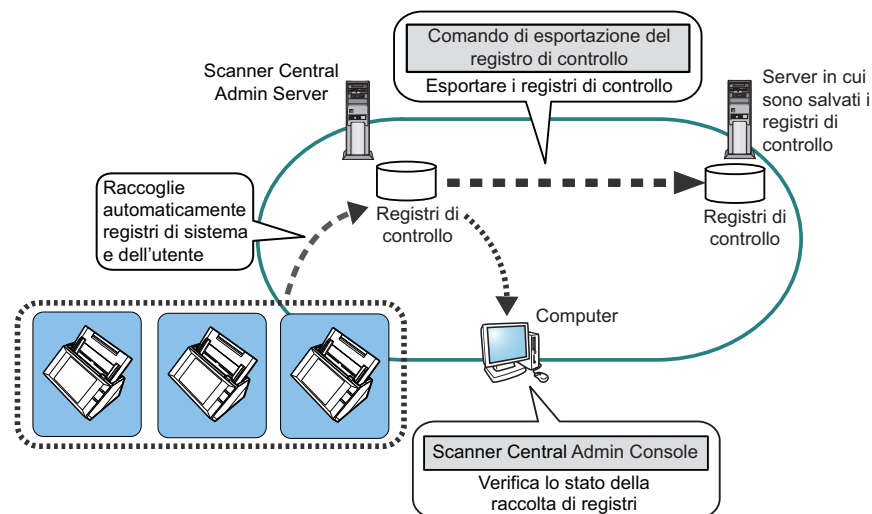 Comando di esportazione del
registro di controllo
Esportare i registri di controllo
Scanner Central
Admin Server
Server in cui
sono salvati i
registri di
controllo
Raccoglie
automaticamente
registri di sistema
e dell'utente
Registri di
controllo
Registri di
controllo
Computer
Scanner Central Admin Console
Verifica lo stato della
raccolta di registri